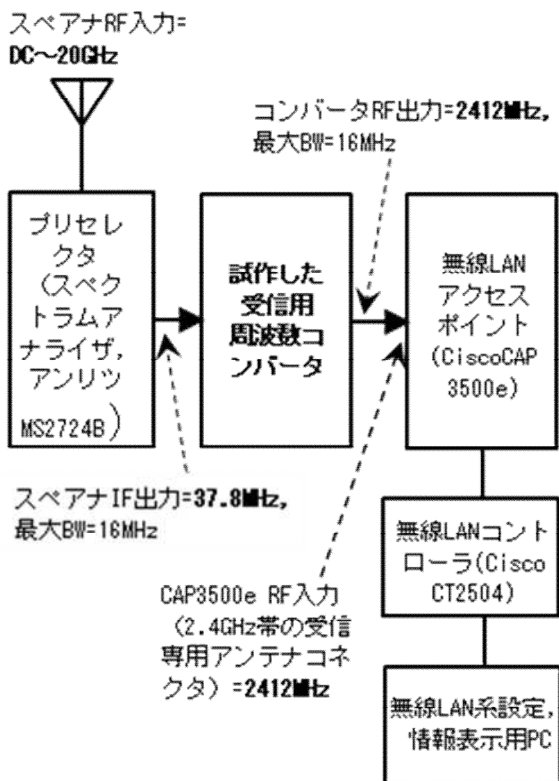 スペアナRF入力=
DC～20GHz
コンバータRF出力=2412MHz,
最大BW=16MHz
プリセレ
クタ
（スペク
トラムア
ナライザ,
アンリツ
MS2724B）
試作した
受信用
周波数コ
ンバータ
無線LAN
アクセス
ポイント
(CiscoCAP
3500e)
スペアナIF出力=37.8MHz,
最大BW=16MHz
CAP3500e RF入力
（2.4GHz帯の受信
専用アンテナコネ
クタ）=2412MHz
無線LANコント
ローラ(Cisco
CT2504)
無線LAN系設定,
情報表示用PC